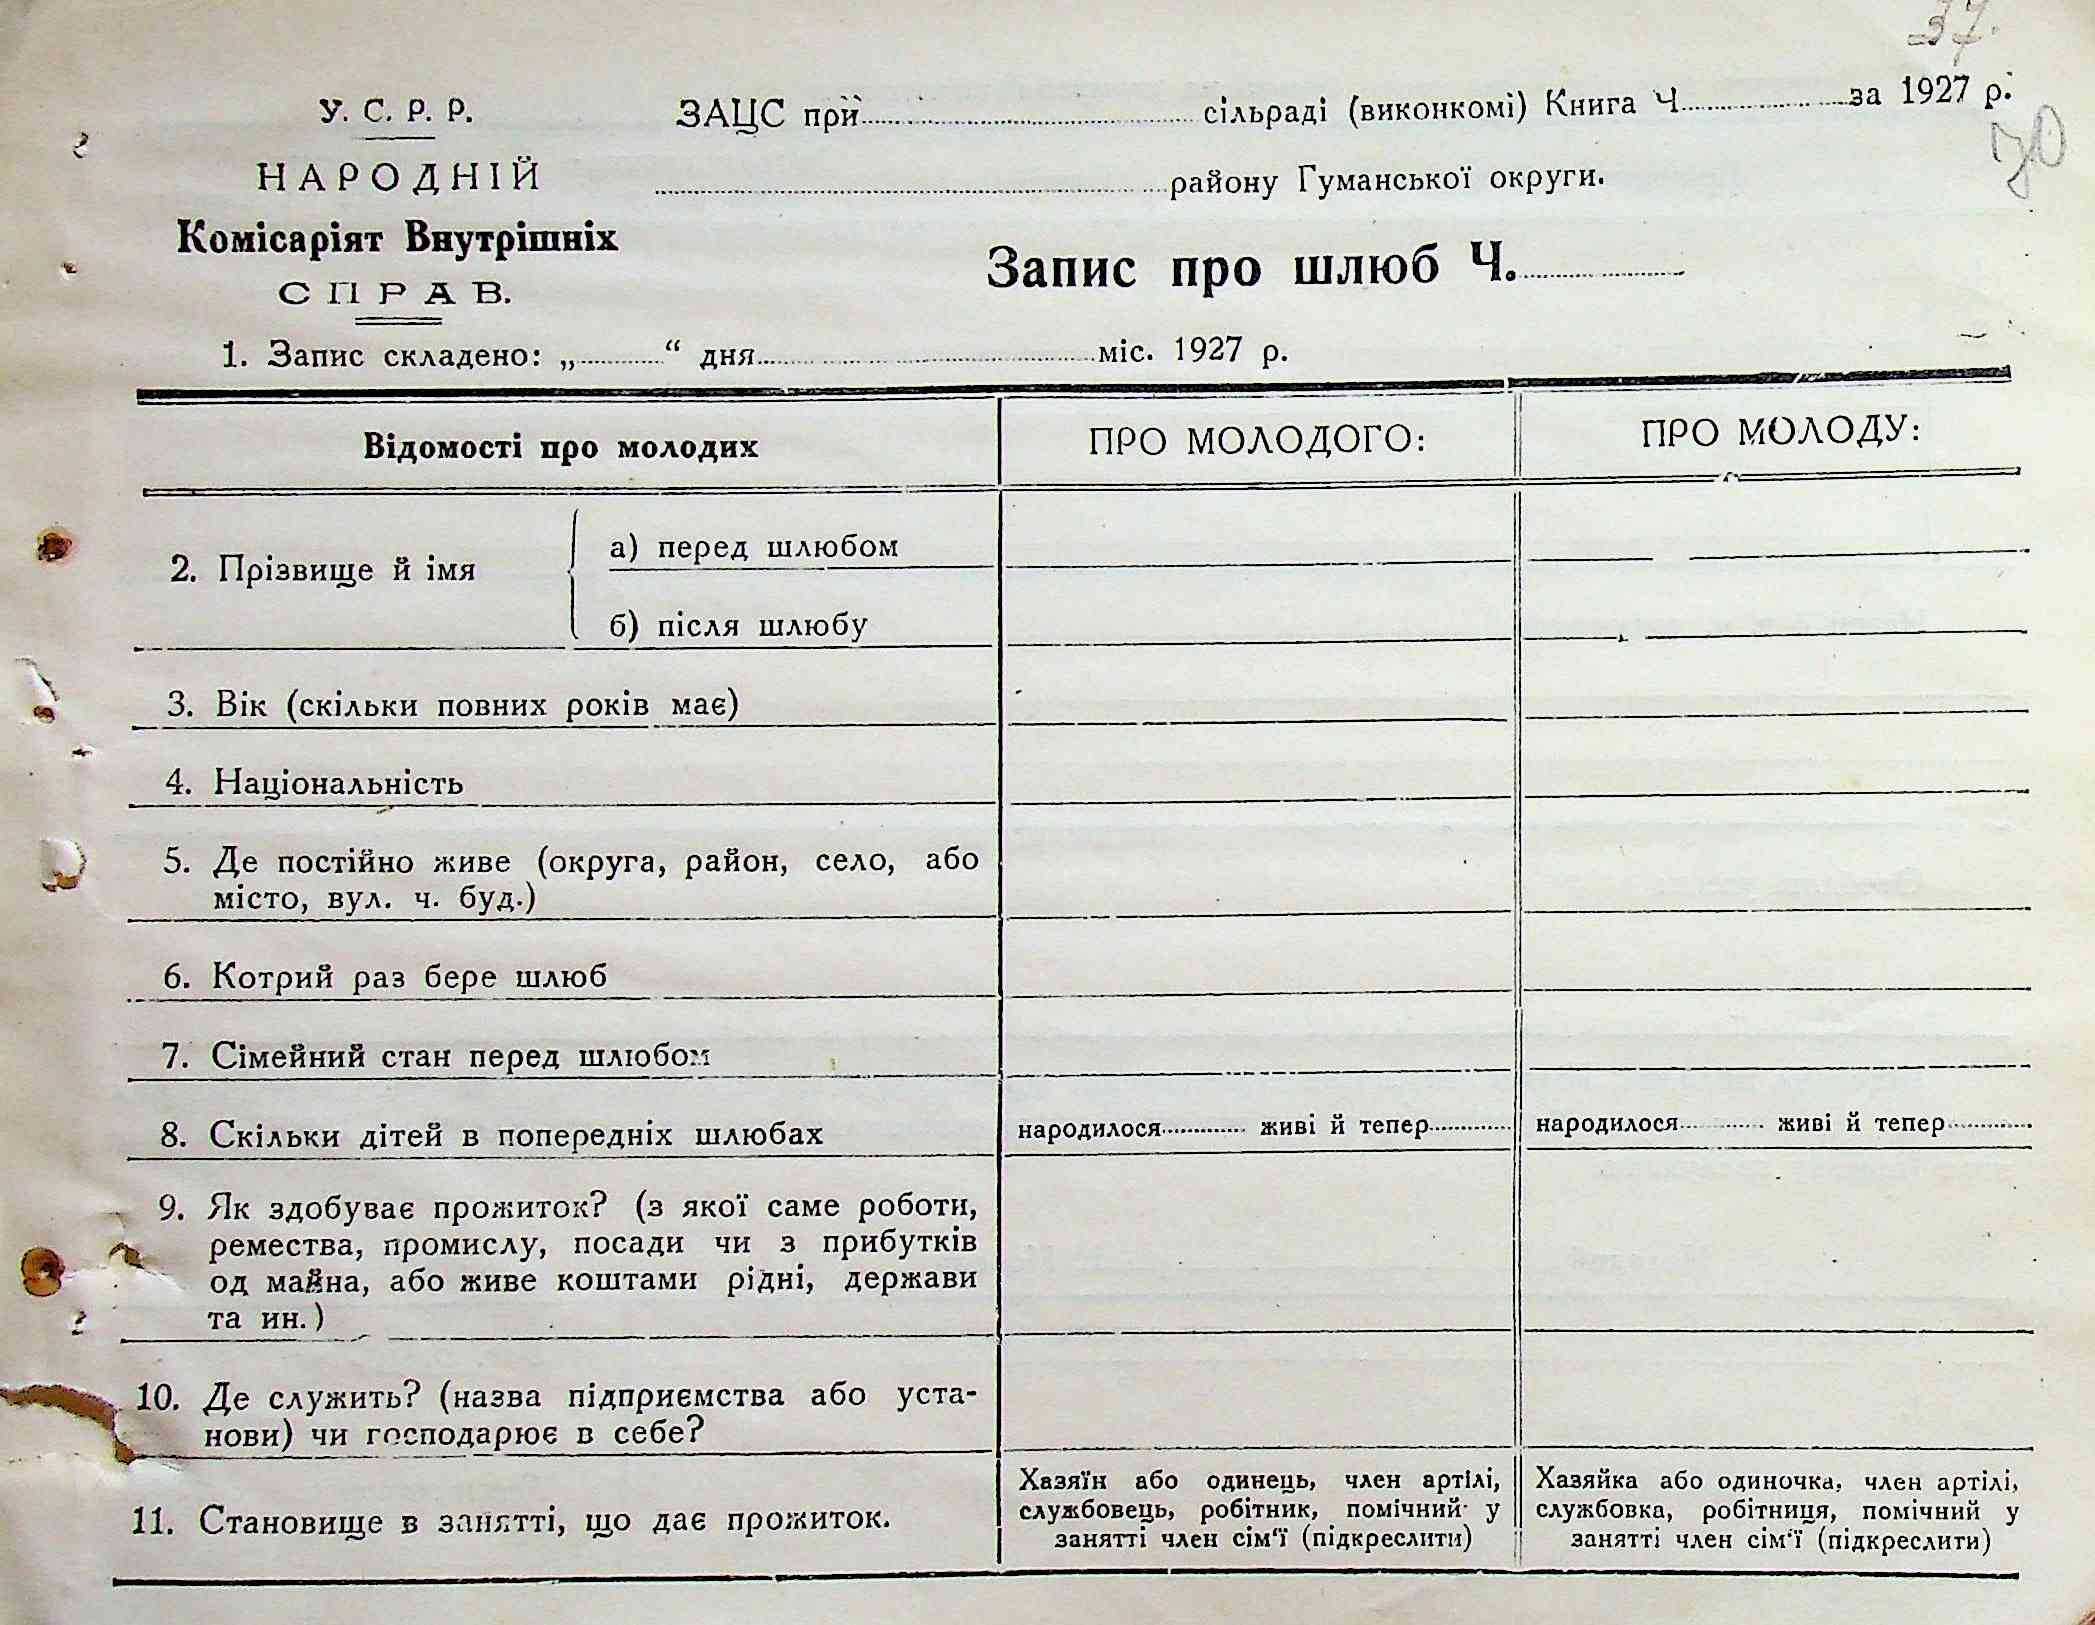 37.
У. С. Р. Р.
НАРОДНІЙ
Комісаріят Внутрішніх
СПРАВ.
ЗАЦС при сільраді (виконкомі) Книга Ч. за 1927 р.
70
району Гуманської округи.
Запис про шлюб Ч.
1. Запис складено: „ “ дня міс. 1927 р.
Відомості про молодих
ПРО МОЛОДОГО:
ПРО МОЛОДУ:
2. Прізвище й імя
а) перед шлюбом
б) після шлюбу
3. Вік (скільки повних років має)
4. Національність
5. Де постійно живе (округа, район, село, або
місто, вул. ч. буд.)
6. Котрий раз бере шлюб
7. Сімейний стан перед шлюбом
8. Скільки дітей в попередніх шлюбах
народилося живі й тепер
народилося живі й тепер
9. Як здобуває прожиток? (з якої саме роботи,
ремества, промислу, посади чи з прибутків
од майна, або живе коштами рідні, держави
та ин.)
10. Де служить? (назва підприємства або уста-
нови) чи господарює в себе?
11. Становище в занятті, що дає прожиток.
Хазяїн або одинець, член артілі,
службовець, робітник, помічний у
занятті член сім‘ї (підкреслити)
Хазяйка або одиночка, член артілі,
службовка, робітниця, помічний у
занятті член сім‘ї (підкреслити)